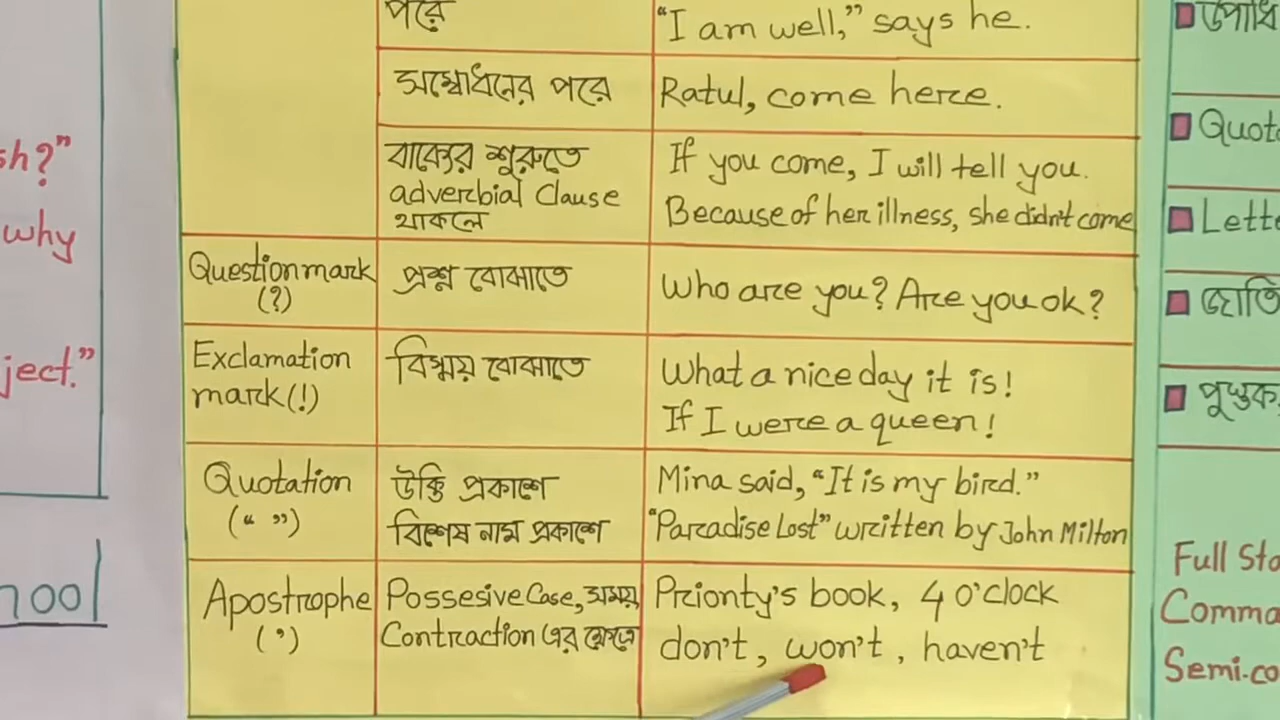 sh?"
why
ject."
hool
পরে
"I am well," says he.
সম্বোধনের পরে
Ratul, come here.
বাক্যের শুরুতে
adverbial Clause
থাকলে
If you come, I will tell you.
Because of her illness, she didn't come
Question mark
(?)
প্রশ্ন বোঝাতে
Who are you? Are you ok?
Exclamation
mark (!)
বিস্ময় বোঝাতে
What a nice day it is!
If I were a queen!
Quotation
(" ")
উক্তি প্রকাশে
বিশেষ নাম প্রকাশে
Mina said, "It is my bird."
"Paradise Lost" written by John Milton
Apostrophe
(')
Possesive Case, সময়,
Contraction এর ক্ষেত্রে
Prionty's book, 4 o'clock
don't, won't, haven't
উপাধি
Quot
Lette
জাতি
পুস্তক
Full Sto
Comma
Semi-co